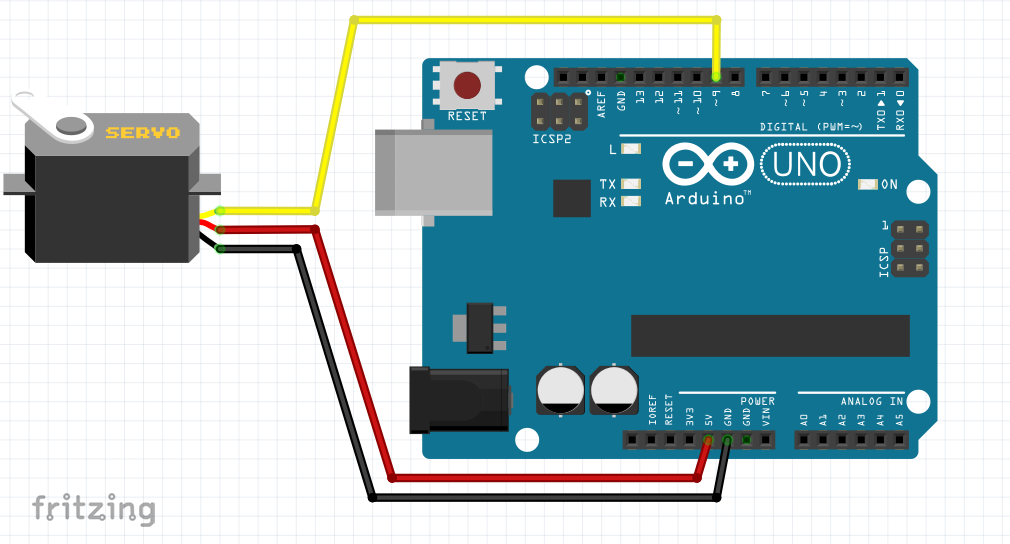 RESET
ICSP2
SERVO
AREF
GND
13
12
~11
~10
~9
8
7
~6
~5
4
~3
2
TX0▶1
RX0◀0
DIGITAL (PWM=~)
L
TX
RX
Arduino™
UNO
ON
1
ICSP
IOREF
RESET
3V3
5V
GND
GND
VIN
POWER
ANALOG IN
A0
A1
A2
A3
A4
A5
fritzing